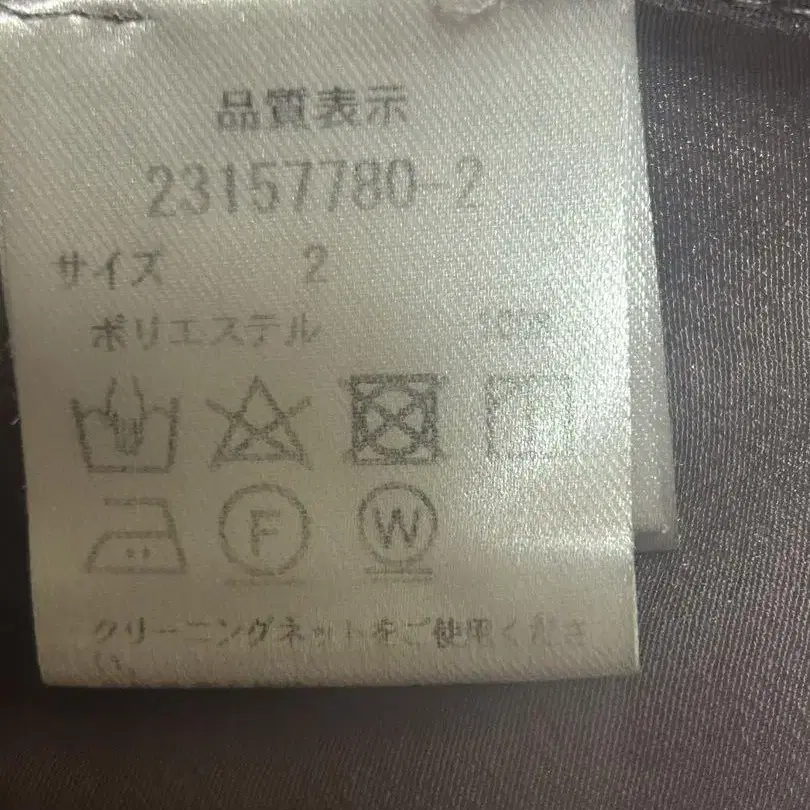 品質表示
23157780-2
サイズ 2
ポリエステル
F W
クリーニングネットをご使用くださ
い。